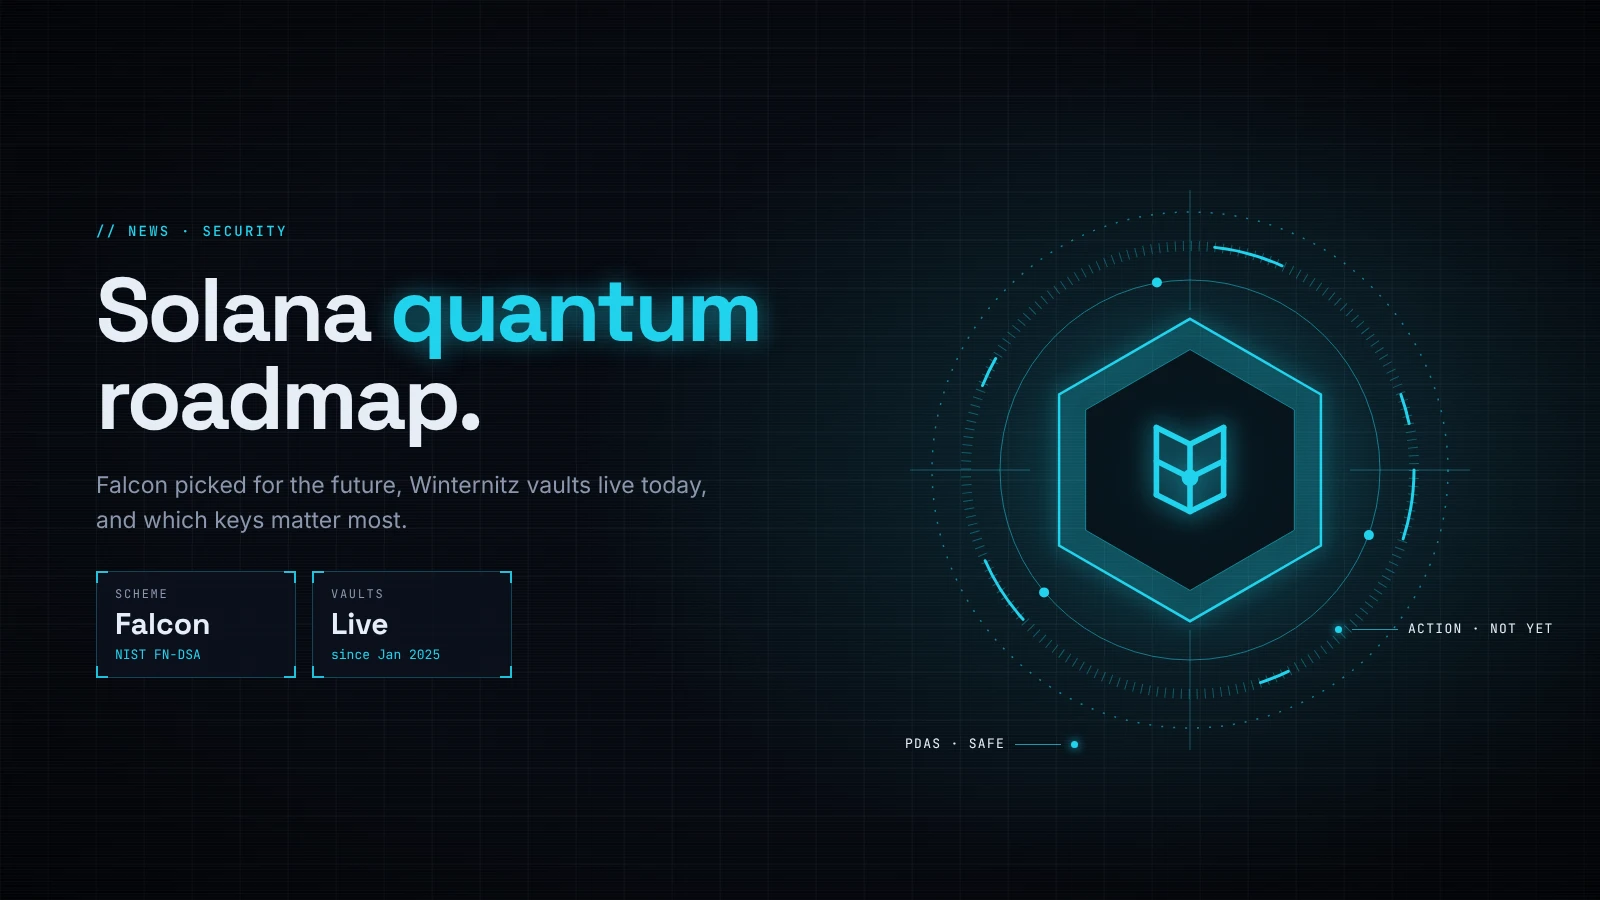 // NEWS · SECURITY
Solana quantum
roadmap.
Falcon picked for the future, Winternitz vaults live today,
and which keys matter most.
SCHEME
Falcon
NIST FN-DSA
VAULTS
Live
since Jan 2025
ACTION · NOT YET
PDAS · SAFE